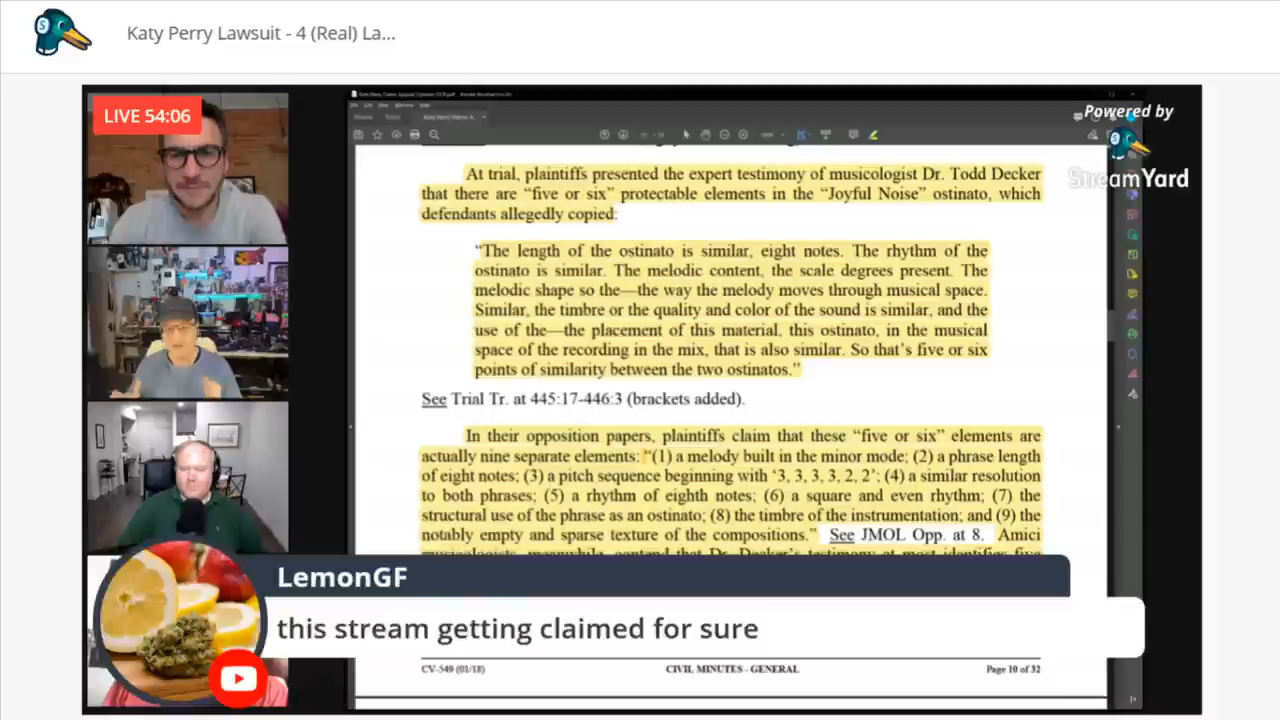 Katy Perry Lawsuit - 4 (Real) La...
LIVE 54:06
Powered by
StreamYard
At trial, plaintiffs presented the expert testimony of musicologist Dr. Todd Decker
that there are “five or six” protectable elements in the “Joyful Noise” ostinato, which
defendants allegedly copied:
“The length of the ostinato is similar, eight notes. The rhythm of the
ostinato is similar. The melodic content, the scale degrees present. The
melodic shape so the—the way the melody moves through musical space.
Similar, the timbre or the quality and color of the sound is similar, and the
use of the—the placement of this material, this ostinato, in the musical
space of the recording in the mix, that is also similar. So that’s five or six
points of similarity between the two ostinatos.”
See Trial Tr. at 445:17-446:3 (brackets added).
In their opposition papers, plaintiffs claim that these “five or six” elements are
actually nine separate elements: “(1) a melody built in the minor mode; (2) a phrase length
of eight notes; (3) a pitch sequence beginning with ‘3, 3, 3, 3, 2, 2’; (4) a similar resolution
to both phrases; (5) a rhythm of eighth notes; (6) a square and even rhythm; (7) the
structural use of the phrase as an ostinato; (8) the timbre of the instrumentation; and (9) the
notably empty and sparse texture of the compositions.” See JMOL Opp. at 8. Amici
musicologists, meanwhile, contend that Dr. Decker’s testimony at most identifies five
LemonGF
this stream getting claimed for sure
CV-549 (01/18) CIVIL MINUTES - GENERAL Page 10 of 32